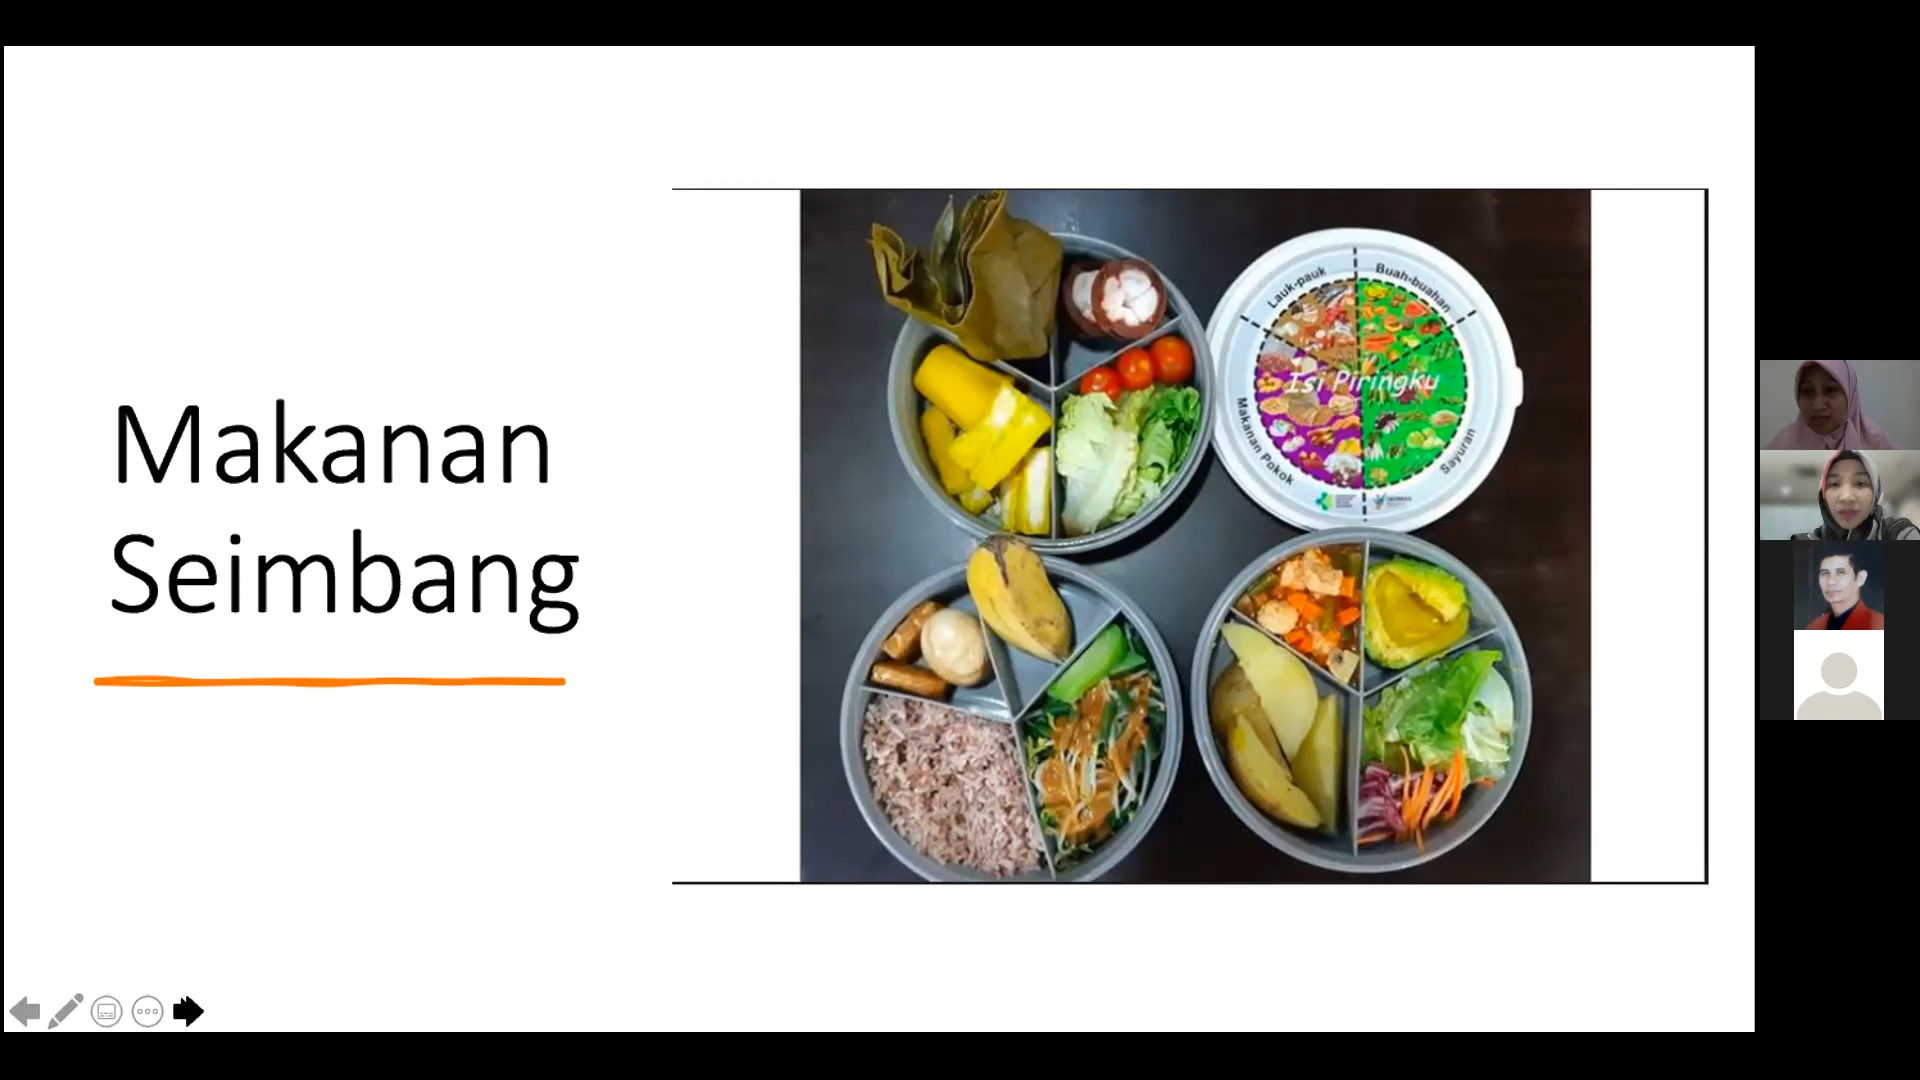 Makanan
Seimbang
Lauk-pauk
Buah-buahan
Isi Piringku
Makanan Pokok
Sayuran